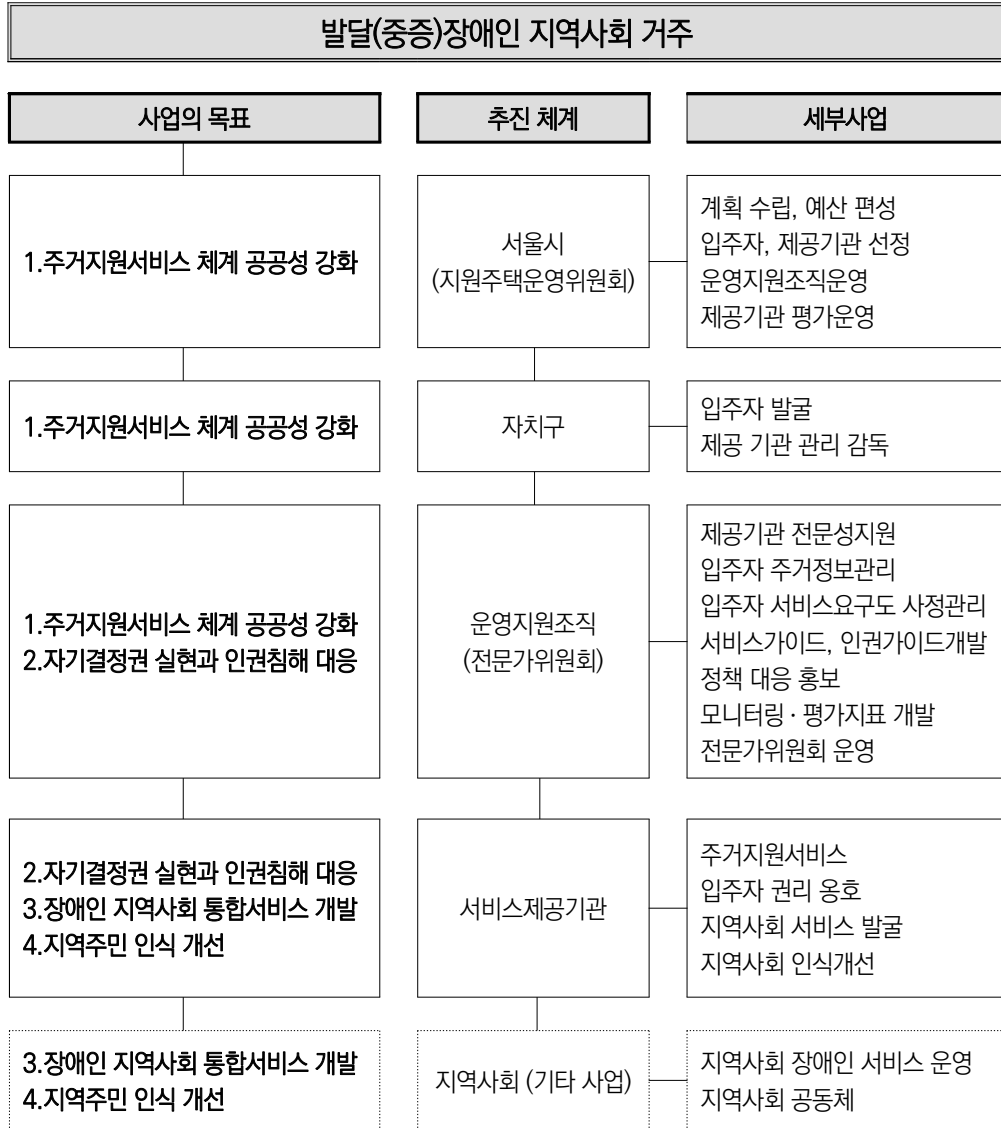 발달(중증)장애인 지역사회 거주
사업의 목표
추진 체계
세부사업
1.주거지원서비스 체계 공공성 강화
서울시
(지원주택운영위원회)
계획 수립, 예산 편성
입주자, 제공기관 선정
운영지원조직운영
제공기관 평가운영
1.주거지원서비스 체계 공공성 강화
자치구
입주자 발굴
제공 기관 관리 감독
1.주거지원서비스 체계 공공성 강화
2.자기결정권 실현과 인권침해 대응
운영지원조직
(전문가위원회)
제공기관 전문성지원
입주자 주거정보관리
입주자 서비스요구도 사정관리
서비스가이드, 인권가이드개발
정책 대응 홍보
모니터링·평가지표 개발
전문가위원회 운영
2.자기결정권 실현과 인권침해 대응
3.장애인 지역사회 통합서비스 개발
4.지역주민 인식 개선
서비스제공기관
주거지원서비스
입주자 권리 옹호
지역사회 서비스 발굴
지역사회 인식개선
3.장애인 지역사회 통합서비스 개발
4.지역주민 인식 개선
지역사회 (기타 사업)
지역사회 장애인 서비스 운영
지역사회 공동체